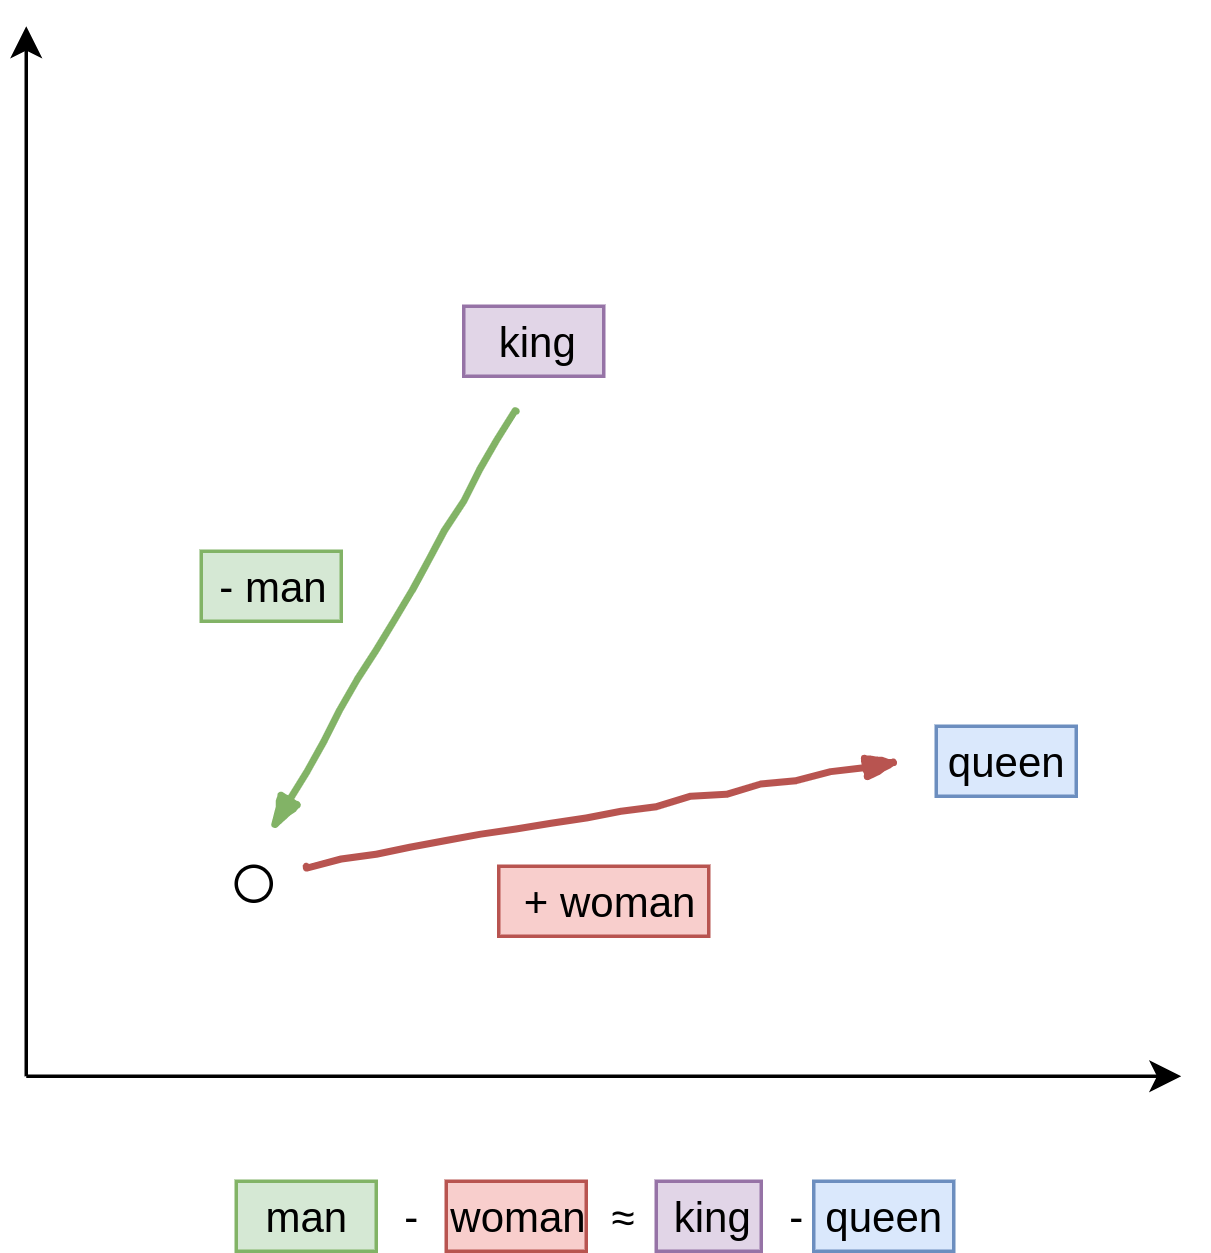 king
- man
queen
+ woman
man - woman ≈ king - queen